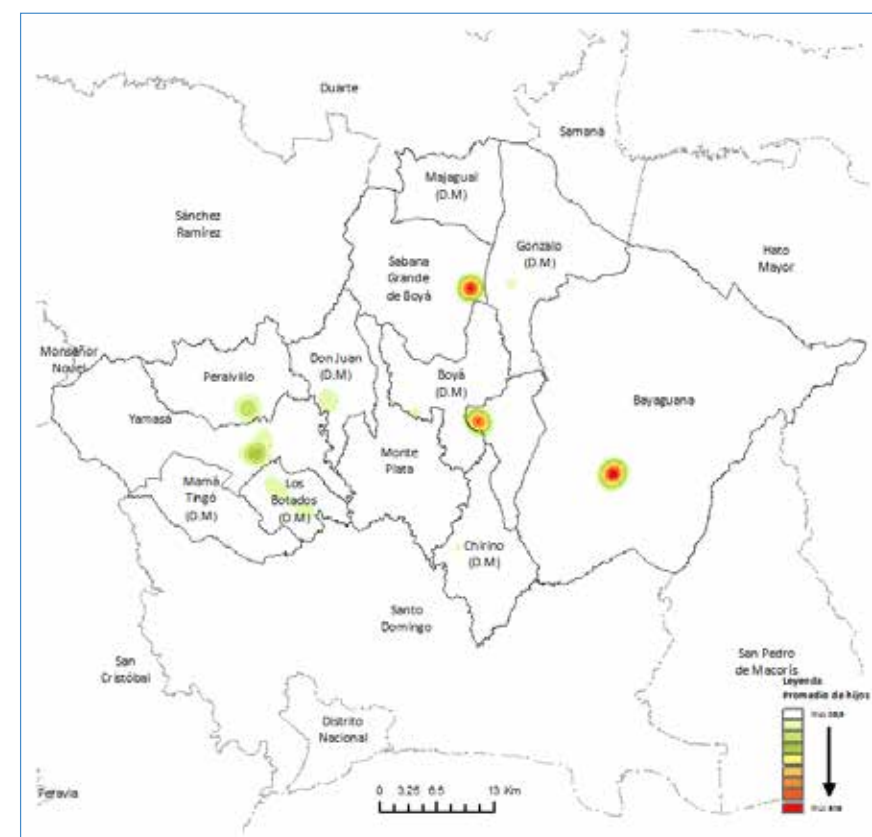 Duarte
Samaná
Majagual
(D.M)
Sánchez
Ramírez
Gonzalo
(D.M)
Hato
Mayor
Sabana
Grande
de Boyá
Monseñor
Nouel
Don Juan
(D.M)
Boyá
(D.M)
Peralvillo
Bayaguana
Yamasá
Monte
Plata
Mamá
Tingó
(D.M)
Los
Botados
(D.M)
Chirino
(D.M)
Santo
Domingo
San
Cristóbal
San Pedro
de Macorís
Leyenda
Promedio de hijos
Distrito
Nacional
Peravia
0 3.25 6.5 13 Km